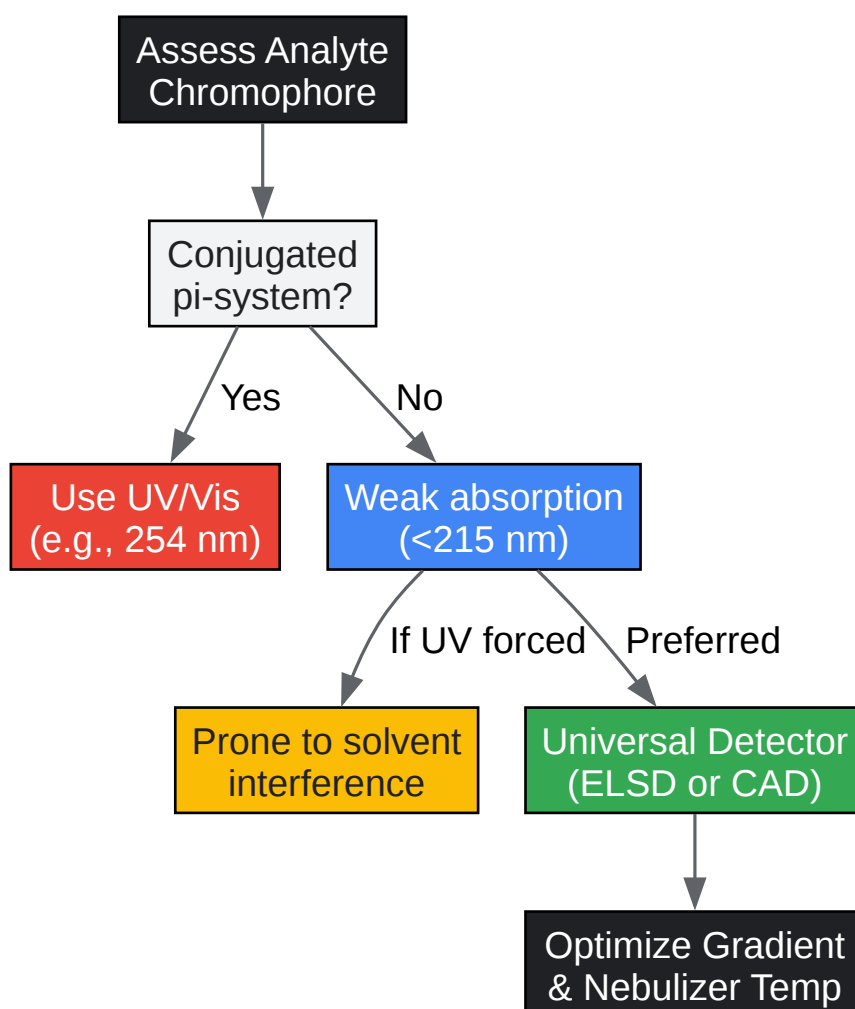 Assess Analyte
Chromophore
Conjugated
pi-system?
Yes
No
Use UV/Vis
(e.g., 254 nm)
Weak absorption
(<215 nm)
If UV forced
Preferred
Prone to solvent
interference
Universal Detector
(ELSD or CAD)
Optimize Gradient
& Nebulizer Temp